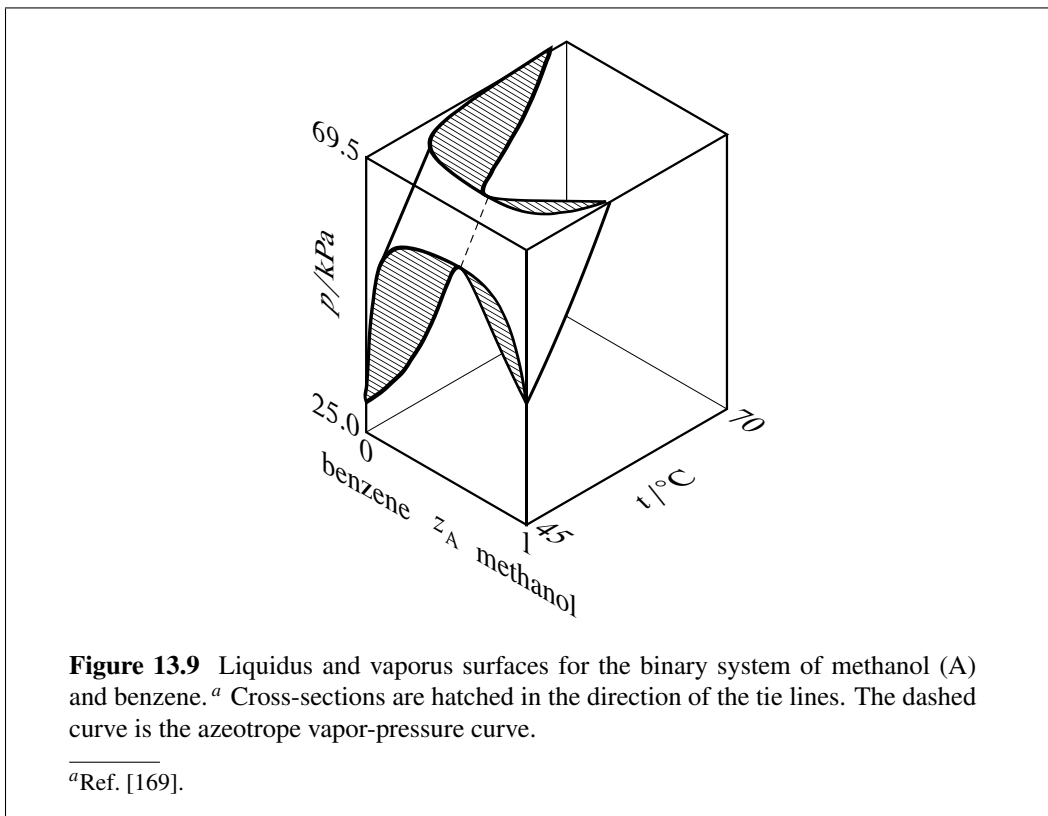 69.5
p/kPa
25.0
0
benzene z_A methanol
1
45
t/°C
70
Figure 13.9 Liquidus and vaporus surfaces for the binary system of methanol (A)
and benzene. ᵃ Cross-sections are hatched in the direction of the tie lines. The dashed
curve is the azeotrope vapor-pressure curve.
ᵃRef. [169].